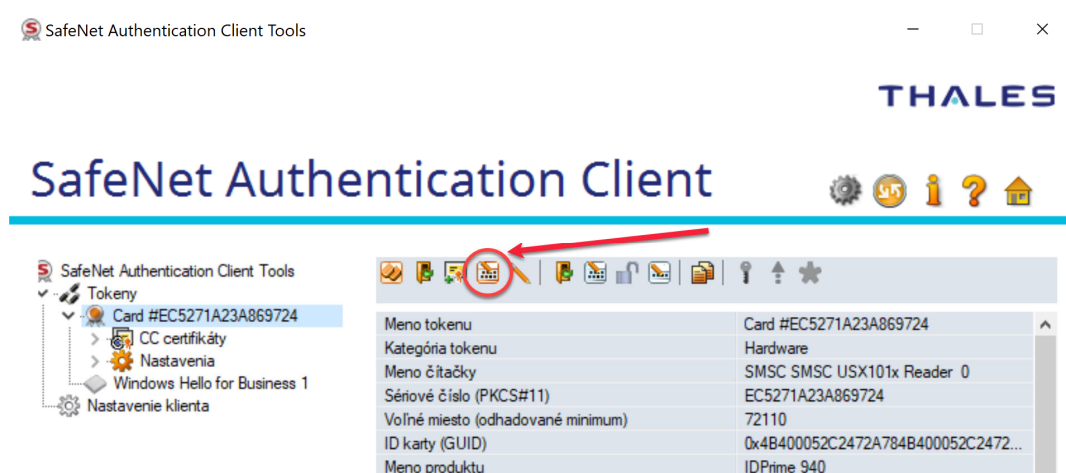 SafeNet Authentication Client Tools
THALES
SafeNet Authentication Client
SafeNet Authentication Client Tools
Tokeny
Card #EC5271A23A869724
CC certifikáty
Nastavenia
Windows Hello for Business 1
Nastavenie klienta
Meno tokenu Card #EC5271A23A869724
Kategória tokenu Hardware
Meno čítačky SMSC SMSC USX101x Reader 0
Sériové číslo (PKCS#11) EC5271A23A869724
Voľné miesto (odhadované minimum) 72110
ID karty (GUID) 0x4B400052C2472A784B400052C2472...
Meno produktu IDPrime 940